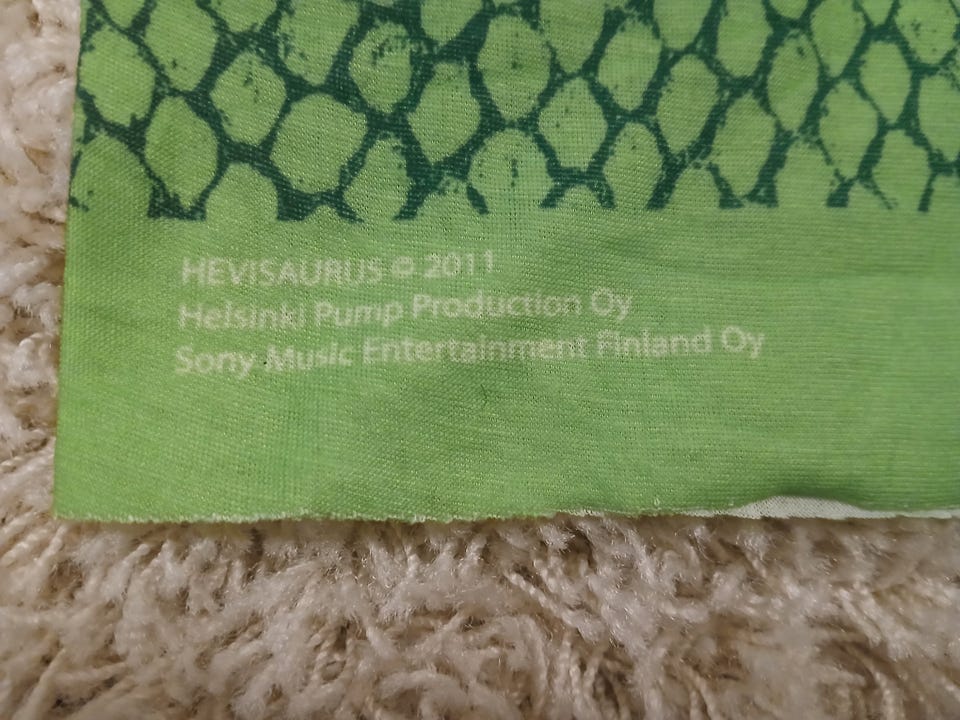 HEVISAURUS © 2011
Helsinki Pump Production Oy
Sony Music Entertainment Finland Oy